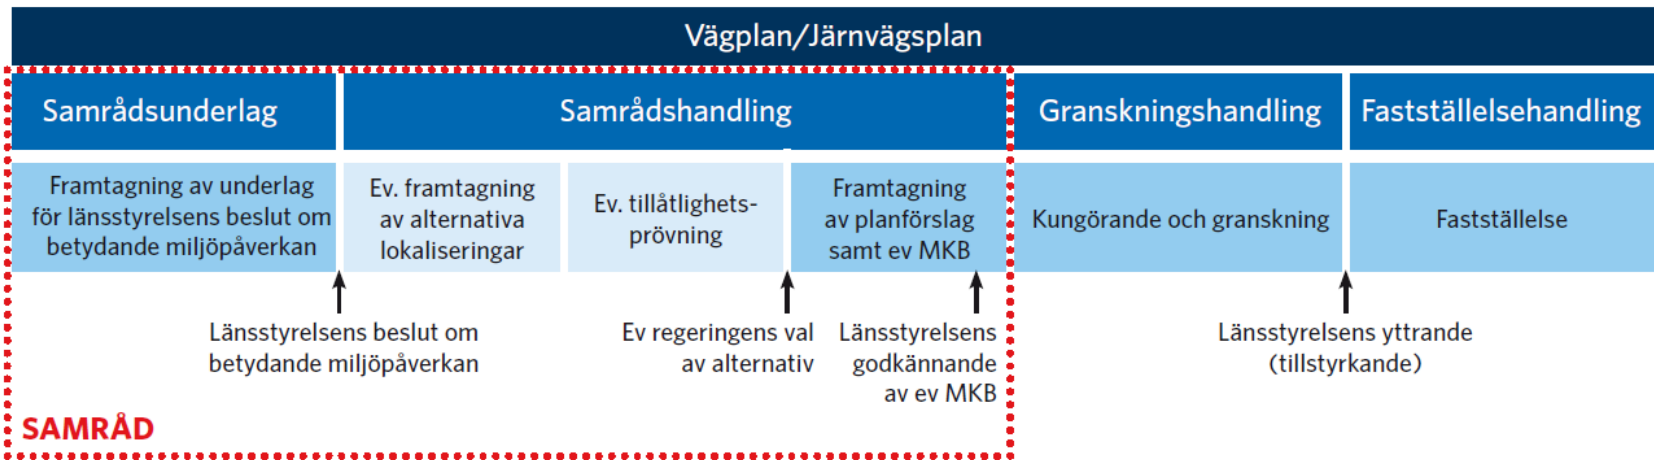 Vägplan/Järnvägsplan
Samrådsunderlag
Samrådshandling
Granskningshandling
Fastställelsehandling
Framtagning av underlag
för länsstyrelsens beslut om
betydande miljöpåverkan
Ev. framtagning
av alternativa
lokaliseringar
Ev. tillåtlighets-
prövning
Framtagning
av planförslag
samt ev MKB
Kungörande och granskning
Fastställelse
Länsstyrelsens beslut om
betydande miljöpåverkan
Ev regeringens val
av alternativ
Länsstyrelsens
godkännande
av ev MKB
Länsstyrelsens yttrande
(tillstyrkande)
SAMRÅD